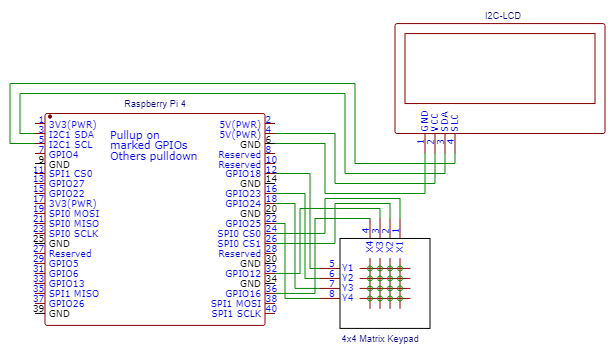 I2C-LCD
GND
VCC
SDA
SLC
1
2
3
4
Raspberry Pi 4
1
3V3(PWR)
3
I2C1 SDA
5
I2C1 SCL
7
GPIO4
9
GND
11
SPI1 CS0
13
GPIO27
15
GPIO22
17
3V3(PWR)
19
SPI0 MOSI
21
SPI0 MISO
23
SPI0 SCLK
25
GND
27
Reserved
29
GPIO5
31
GPIO6
33
GPIO13
35
SPI1 MISO
37
GPIO26
39
GND
Pullup on
marked GPIOs
Others pulldown
5V(PWR)
2
5V(PWR)
4
GND
6
Reserved
8
Reserved
10
GPIO18
12
GND
14
GPIO23
16
GPIO24
18
GND
20
GPIO25
22
SPI0 CS0
24
SPI0 CS1
26
Reserved
28
GND
30
GPIO12
32
GND
34
GPIO16
36
SPI1 MOSI
38
SPI1 SCLK
40
4
3
2
1
X4
X3
X2
X1
5
Y1
6
Y2
7
Y3
8
Y4
4x4 Matrix Keypad